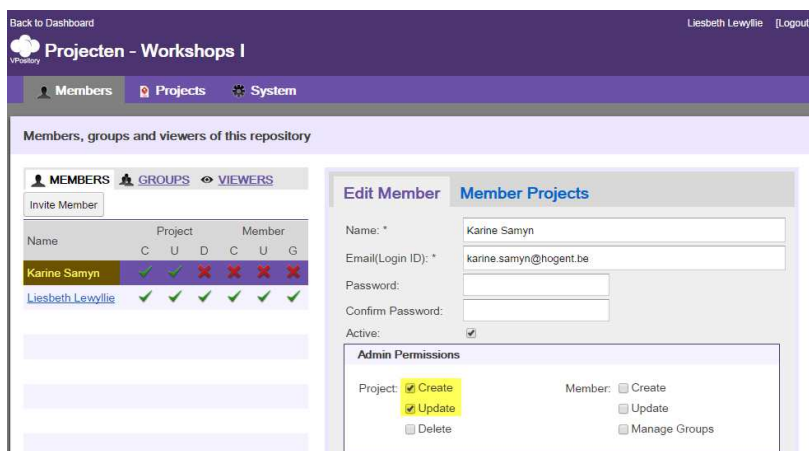 Back to Dashboard
Liesbeth Lewyllie [Logout
VPository
Projecten - Workshops I
Members Projects System
Members, groups and viewers of this repository
MEMBERS GROUPS VIEWERS
Invite Member
Name Project Member
C U D C U G
Karine Samyn
Liesbeth Lewyllie
Edit Member Member Projects
Name: * Karine Samyn
Email(Login ID): * karine.samyn@hogent.be
Password:
Confirm Password:
Active:
Admin Permissions
Project: Create Member: Create
Update Update
Delete Manage Groups